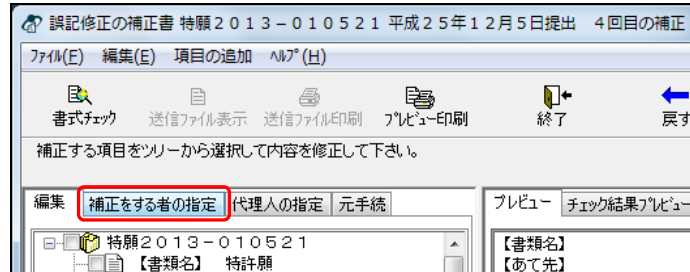 誤記修正の補正書 特願２０１３－０１０５２１ 平成２５年１２月５日提出　４回目の補正
ﾌｧｲﾙ(F)　編集(E)　項目の追加　ﾍﾙﾌﾟ(H)
書式ﾁｪｯｸ　送信ﾌｧｲﾙ表示　送信ﾌｧｲﾙ印刷　ﾌﾟﾚﾋﾞｭｰ印刷　終了　戻す
補正する項目をﾂﾘｰから選択して内容を修正して下さい。
編集　補正をする者の指定　代理人の指定　元手続　ﾌﾟﾚﾋﾞｭｰ　ﾁｪｯｸ結果ﾌﾟﾚﾋﾞｭｰ
特願２０１３－０１０５２１　【書類名】
【書類名】　特許願　【あて先】